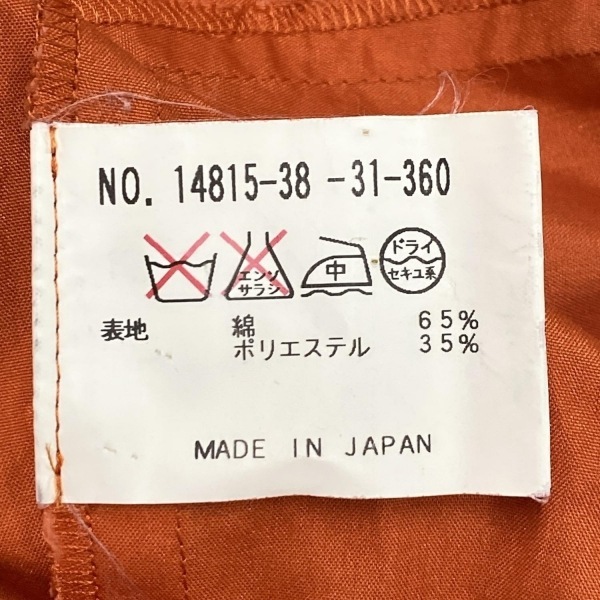 NO. 14815-38 -31-360
エンソ
サラシ
中
ドライ
セキユ系
表地 綿 65%
ポリエステル 35%
MADE IN JAPAN